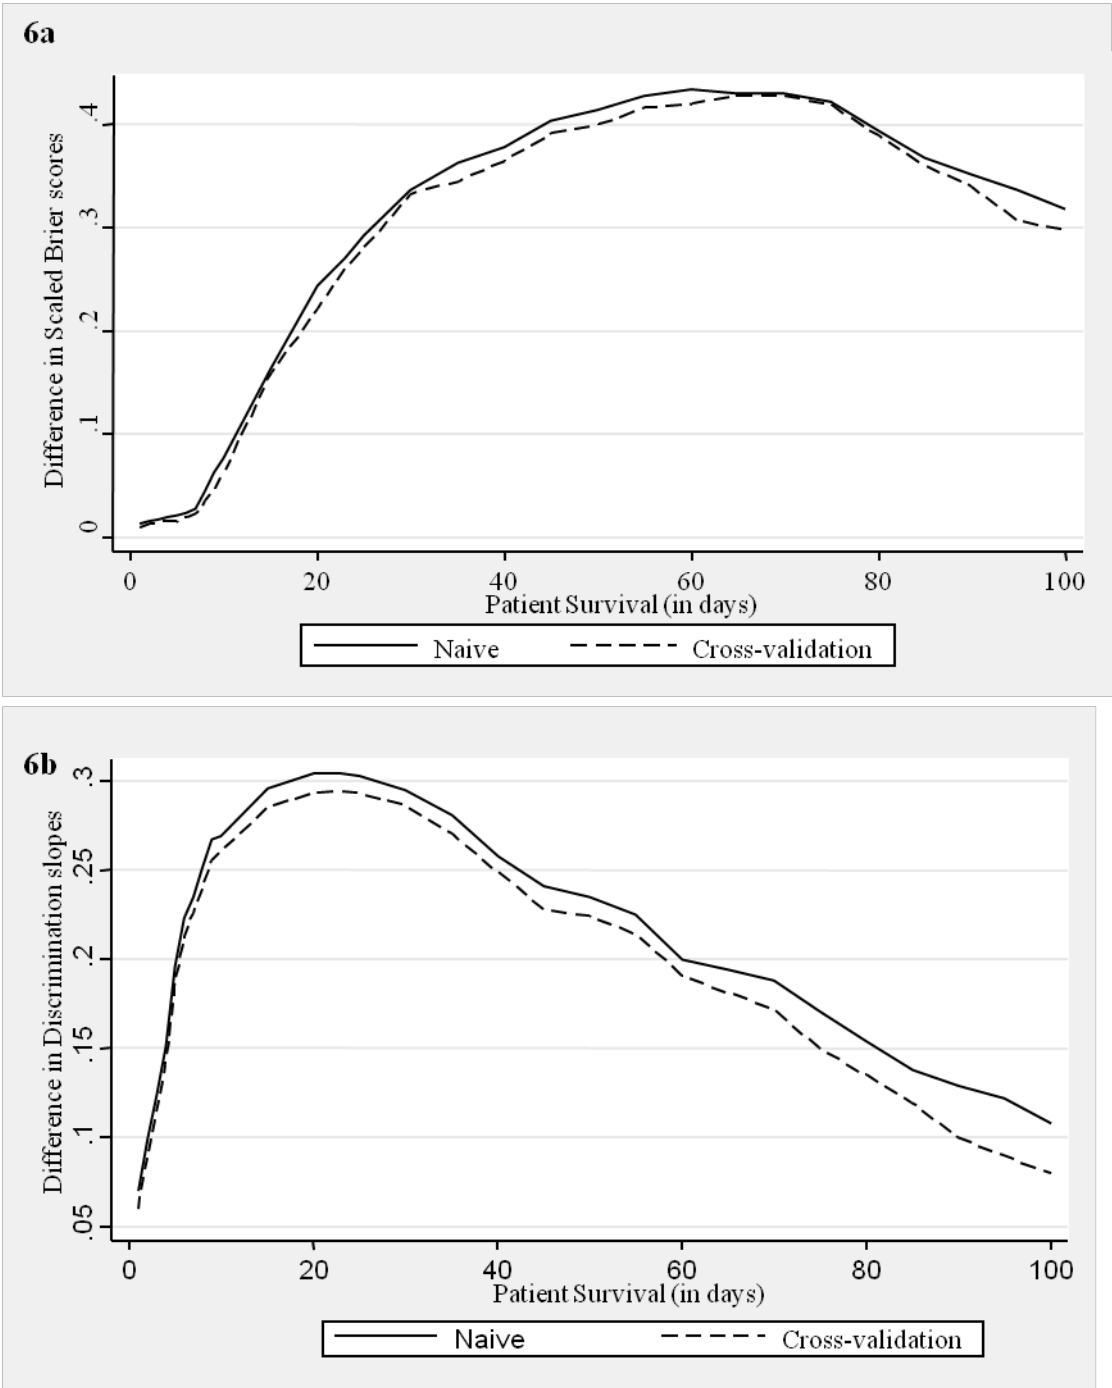 6a
Difference in Scaled Brier scores
.4
.3
.2
.1
0
0 20 40 60 80 100
Patient Survival (in days)
Naive Cross-validation
6b
Difference in Discrimination slopes
.3
.25
.2
.15
.1
.05
0 20 40 60 80 100
Patient Survival (in days)
Naive Cross-validation